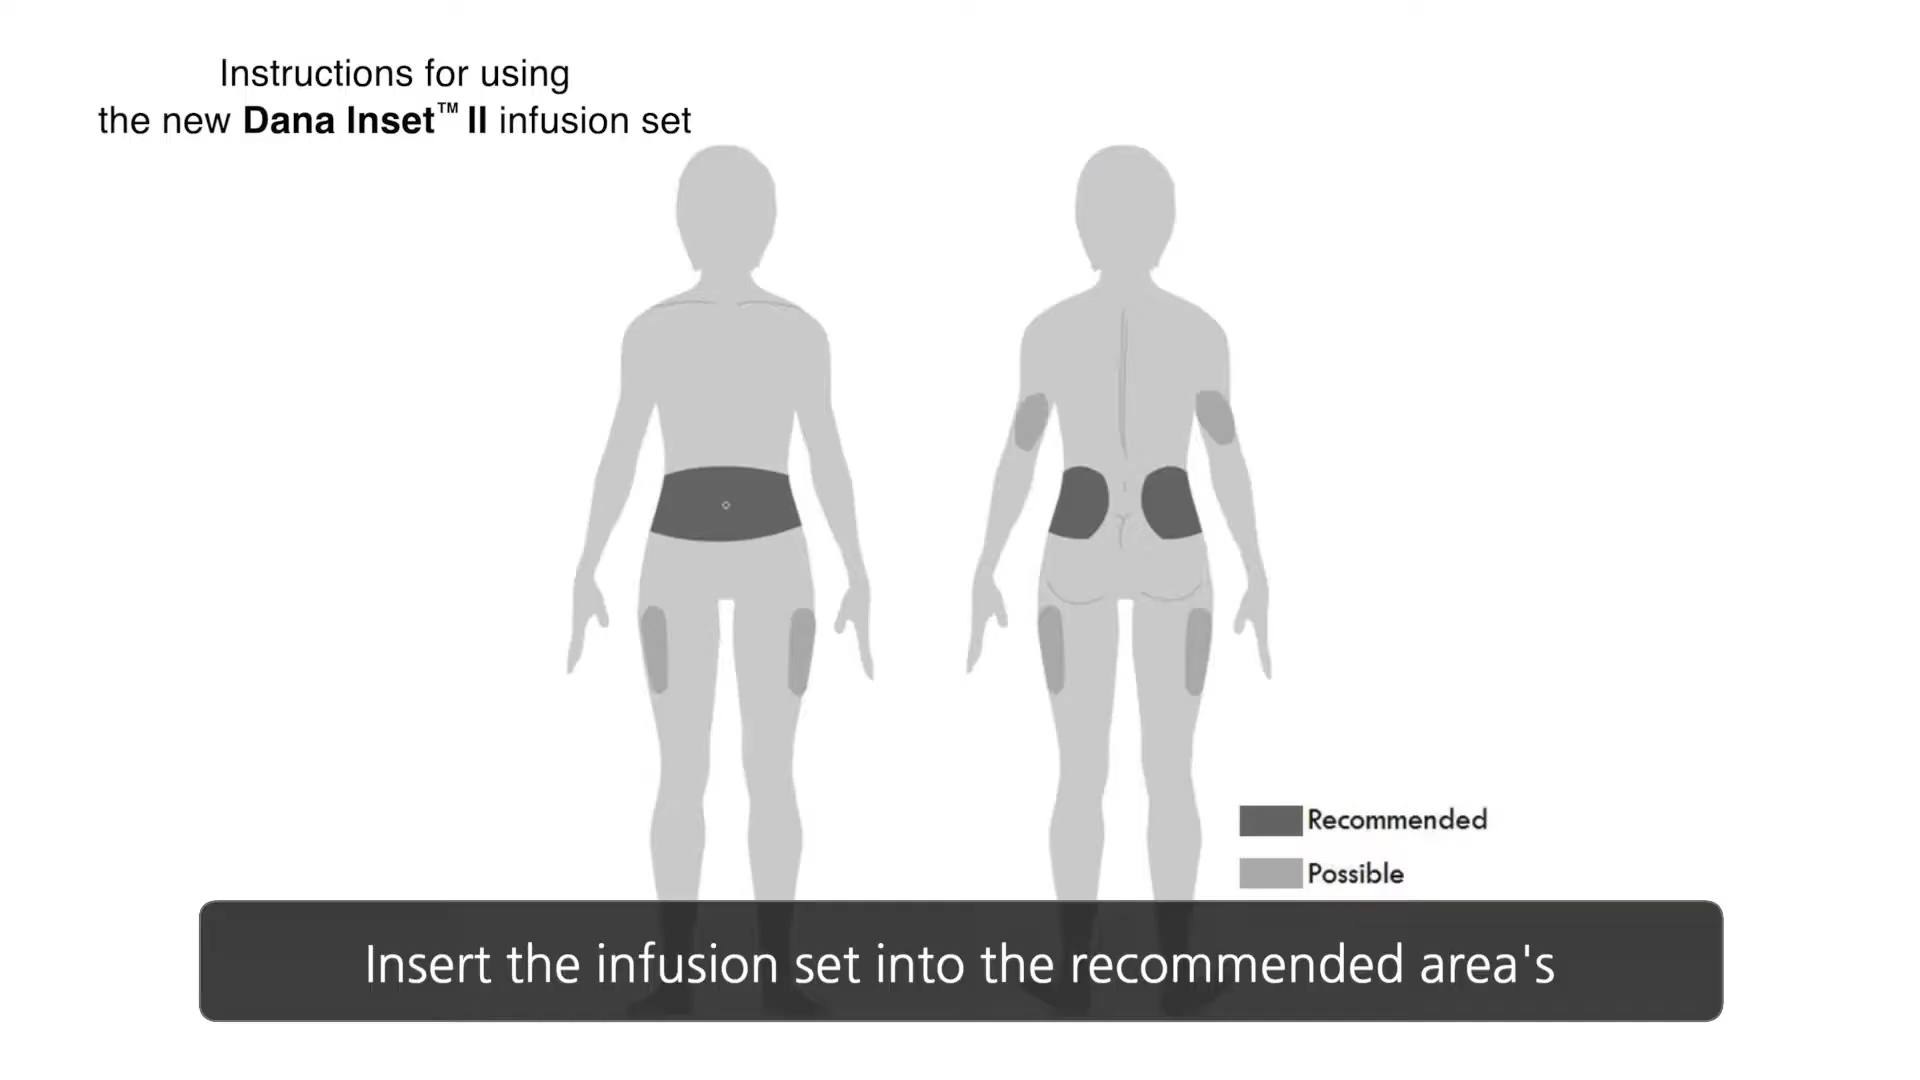 Instructions for using
the new Dana Inset™ II infusion set
Recommended
Possible
Insert the infusion set into the recommended area's